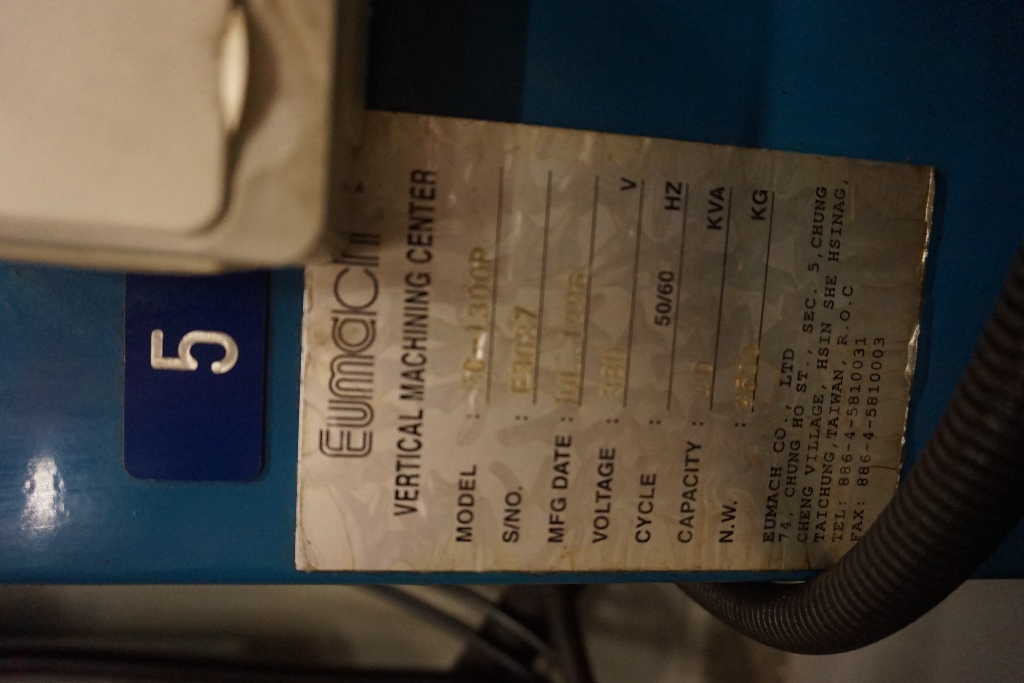 5
Eumach
VERTICAL MACHINING CENTER
MODEL :
S/NO. : E3027
MFG DATE :
VOLTAGE : V
CYCLE : 50/60 HZ
CAPACITY : KVA
N.W. : KG
EUMACH CO., LTD
74, CHUNG HO ST., SEC. 5, CHUNG
CHENG VILLAGE, HSIN SHE HSINAG,
TAICHUNG, TAIWAN, R.O.C
TEL: 886-4-5810031
FAX: 886-4-5810003